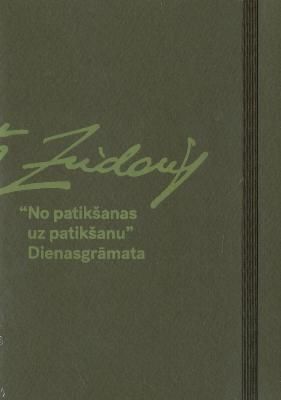 “No patikšanas
uz patikšanu”
Dienasgrāmata